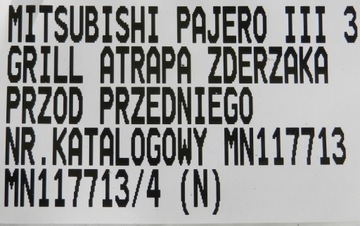 MITSUBISHI PAJERO III 3
GRILL ATRAPA ZDERZAKA
PRZOD PRZEDNIEGO
NR.KATALOGOWY MN117713
MN117713/4 (N)